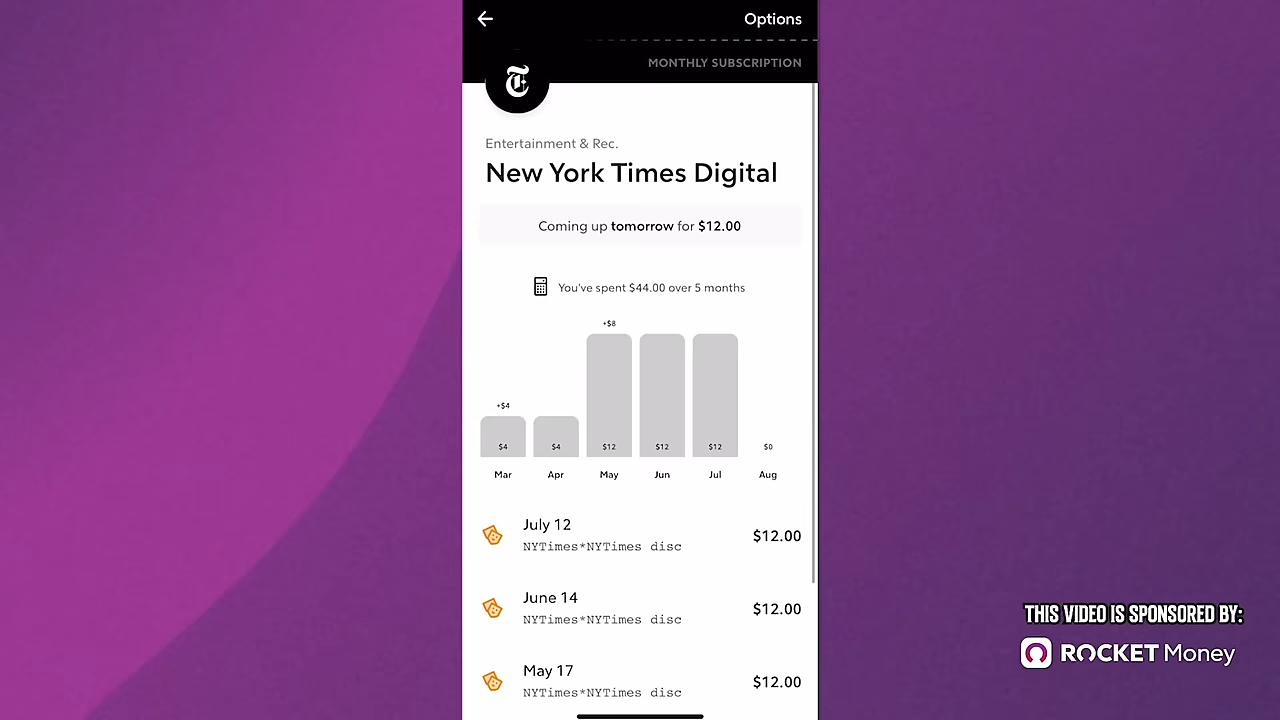 Options
MONTHLY SUBSCRIPTION
T
Entertainment & Rec.
New York Times Digital
Coming up tomorrow for $12.00
You've spent $44.00 over 5 months
+$8
+$4
$4 $4 $12 $12 $12 $0
Mar Apr May Jun Jul Aug
July 12
$12.00
NYTimes*NYTimes disc
June 14
$12.00
NYTimes*NYTimes disc
May 17
$12.00
NYTimes*NYTimes disc
THIS VIDEO IS SPONSORED BY:
ROCKET Money